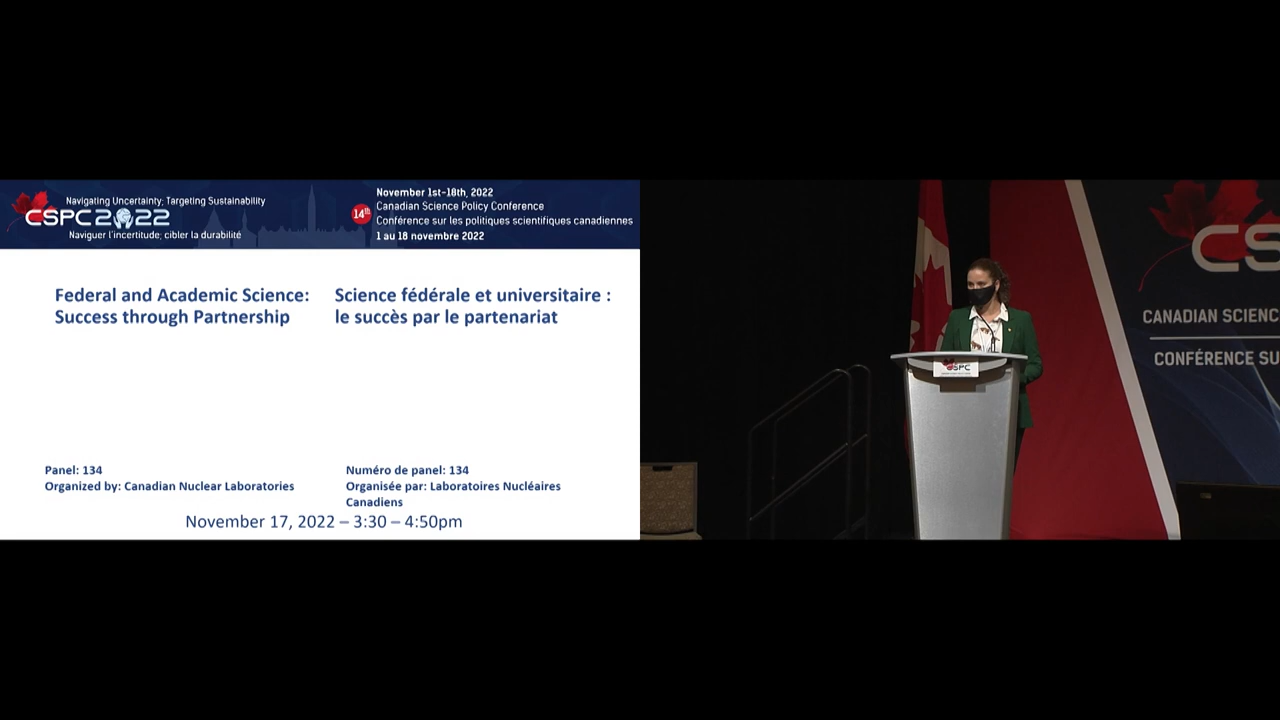 Navigating Uncertainty; Targeting Sustainability
CSPC 2022
Naviguer l'incertitude; cibler la durabilité
14th
November 1st-18th, 2022
Canadian Science Policy Conference
Conférence sur les politiques scientifiques canadiennes
1 au 18 novembre 2022
Federal and Academic Science:
Success through Partnership
Science fédérale et universitaire :
le succès par le partenariat
Panel: 134
Organized by: Canadian Nuclear Laboratories
Numéro de panel: 134
Organisée par: Laboratoires Nucléaires
Canadiens
November 17, 2022 – 3:30 – 4:50pm
CSPC
CS
CANADIAN SCIENC
CONFÉRENCE SU